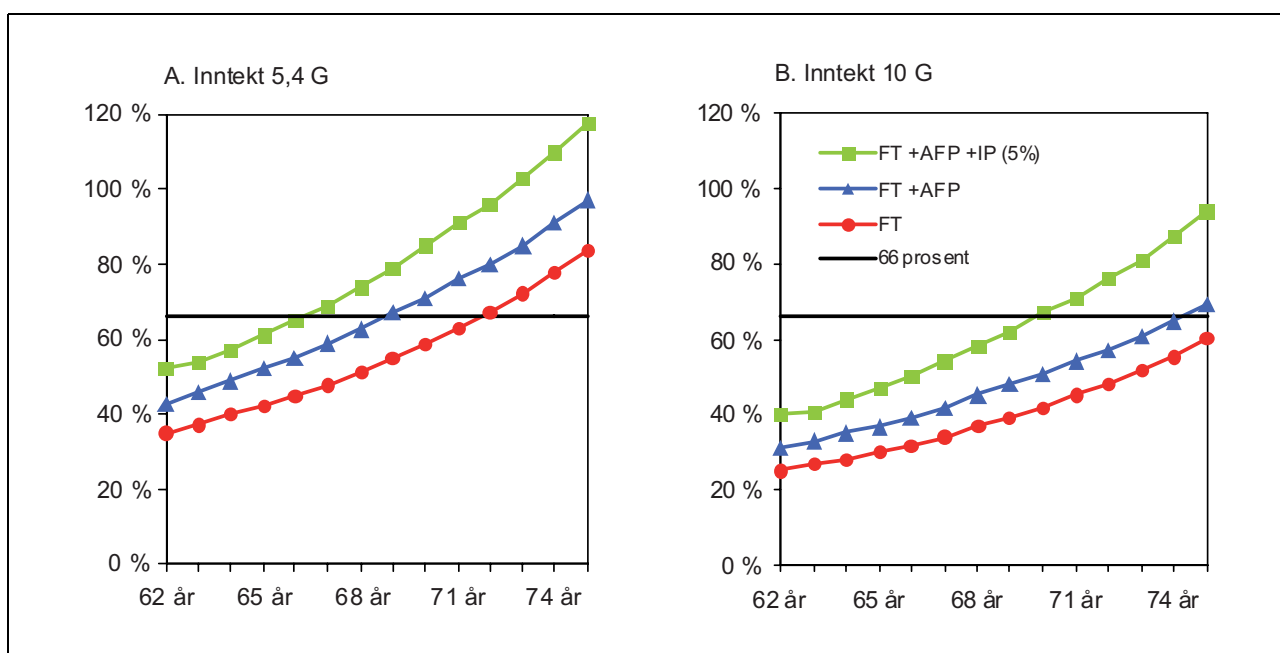 A. Inntekt 5,4 G
120 %
100 %
80 %
60 %
40 %
20 %
0 %
62 år 65 år 68 år 71 år 74 år
B. Inntekt 10 G
120 %
100 %
80 %
60 %
40 %
20 %
0 %
FT +AFP +IP (5%)
FT +AFP
FT
66 prosent
62 år 65 år 68 år 71 år 74 år